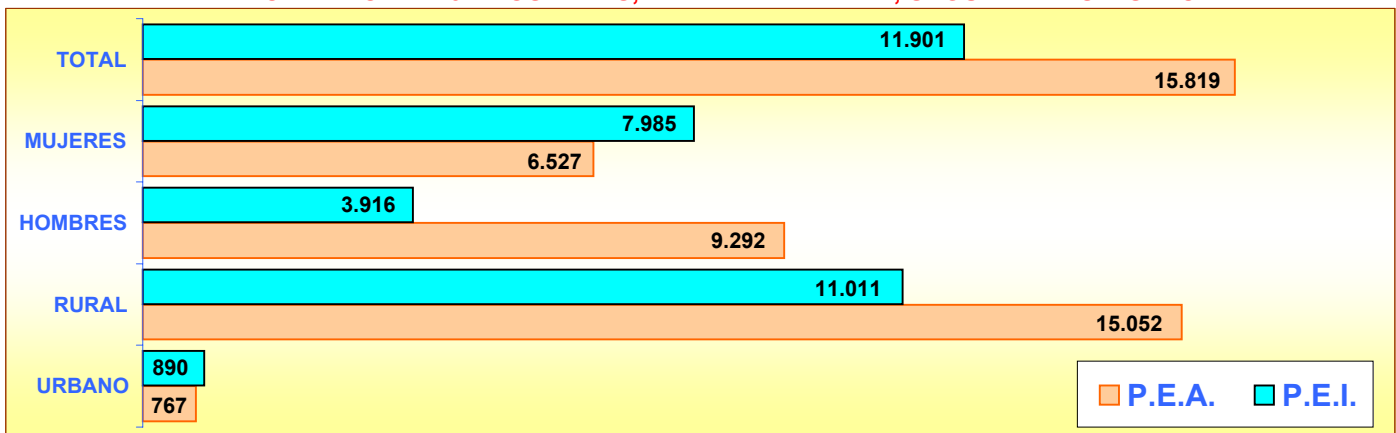 TOTAL
11.901
15.819
MUJERES
7.985
6.527
HOMBRES
3.916
9.292
RURAL
11.011
15.052
URBANO
890
767
P.E.A. P.E.I.